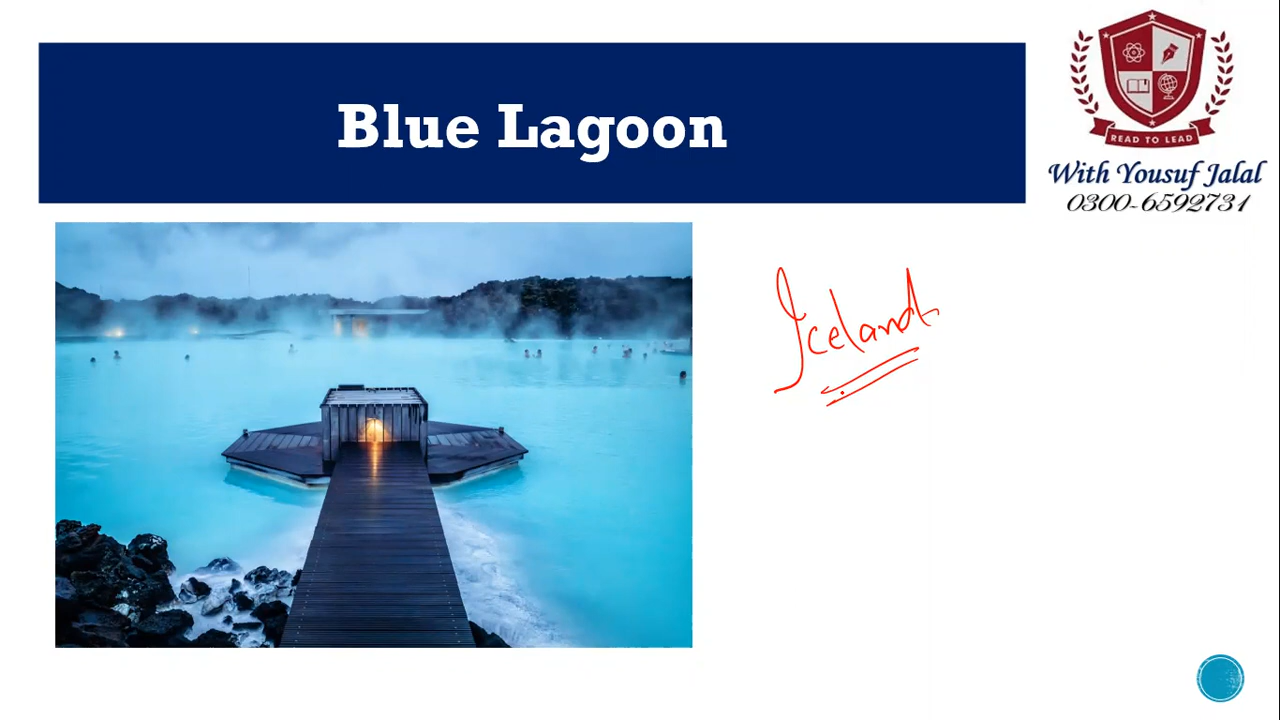 Blue Lagoon
READ TO LEAD
With Yousuf Jalal
0300-6592731
Iceland